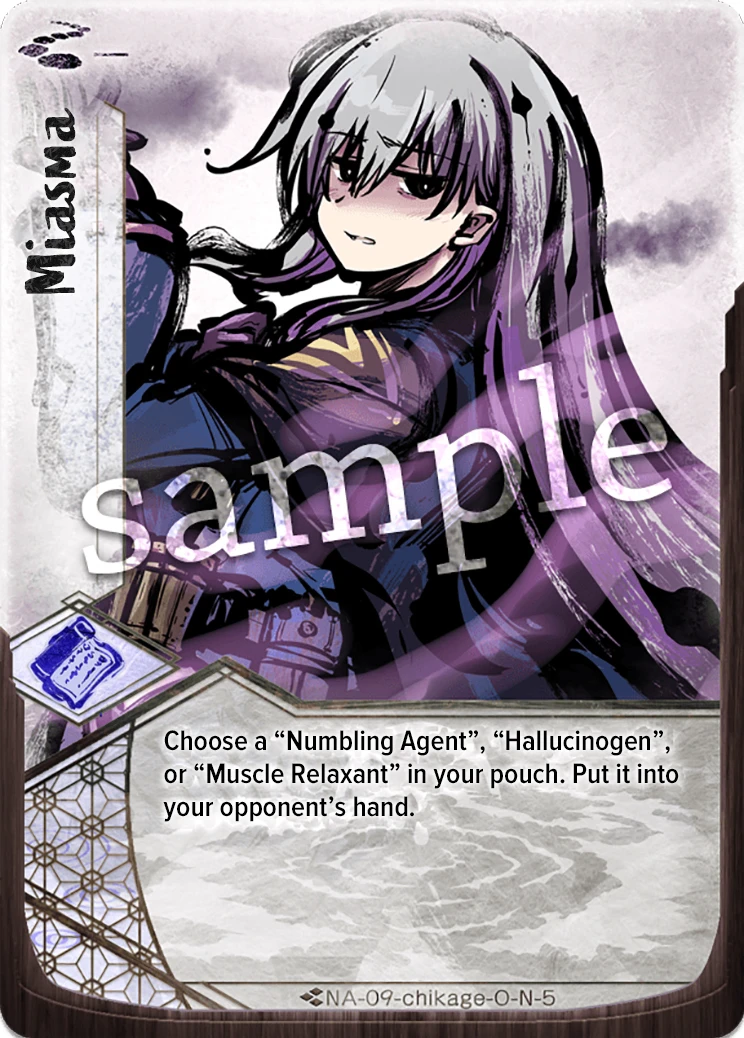 Miasma
sample
Choose a “Numbling Agent”, “Hallucinogen”,
or “Muscle Relaxant” in your pouch. Put it into
your opponent’s hand.
NA-09-chikage-O-N-5